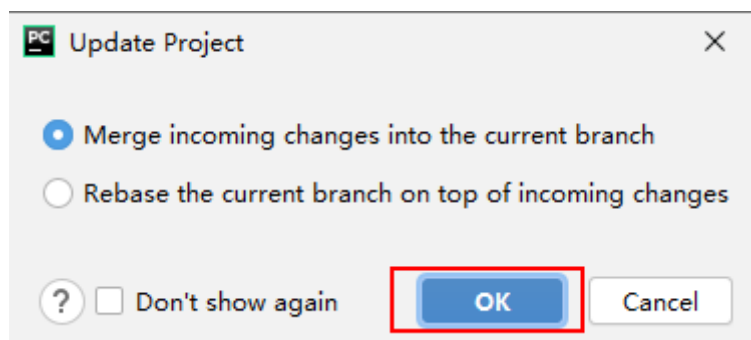 PC Update Project
Merge incoming changes into the current branch
Rebase the current branch on top of incoming changes
? Don't show again OK Cancel